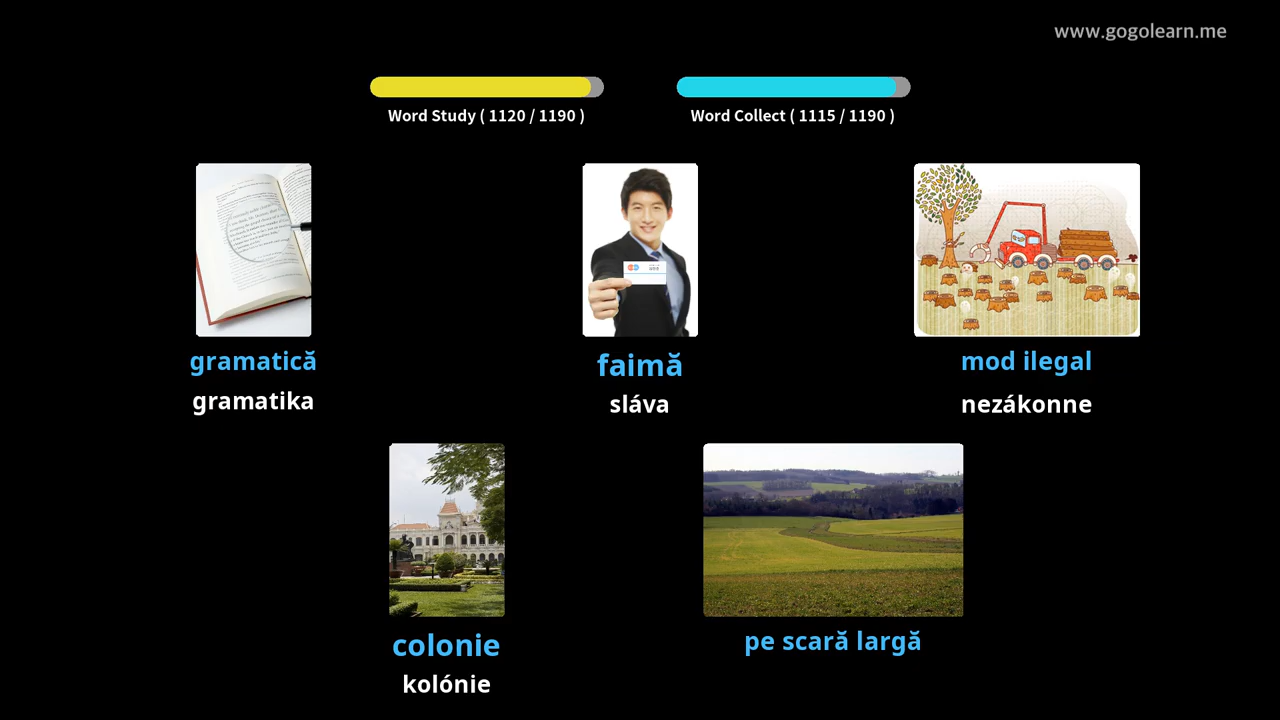 www.gogolearn.me
Word Study ( 1120 / 1190 )
Word Collect ( 1115 / 1190 )
gramatică
gramatika
faimă
sláva
mod ilegal
nezákonne
colonie
kolónie
pe scară largă